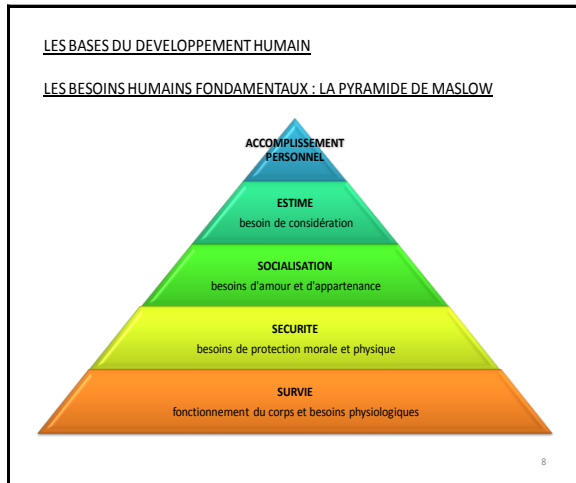 LES BASES DU DEVELOPPEMENT HUMAIN
LES BESOINS HUMAINS FONDAMENTAUX : LA PYRAMIDE DE MASLOW
ACCOMPLISSEMENT
PERSONNEL
ESTIME
besoin de considération
SOCIALISATION
besoins d'amour et d'appartenance
SECURITE
besoins de protection morale et physique
SURVIE
fonctionnement du corps et besoins physiologiques
8